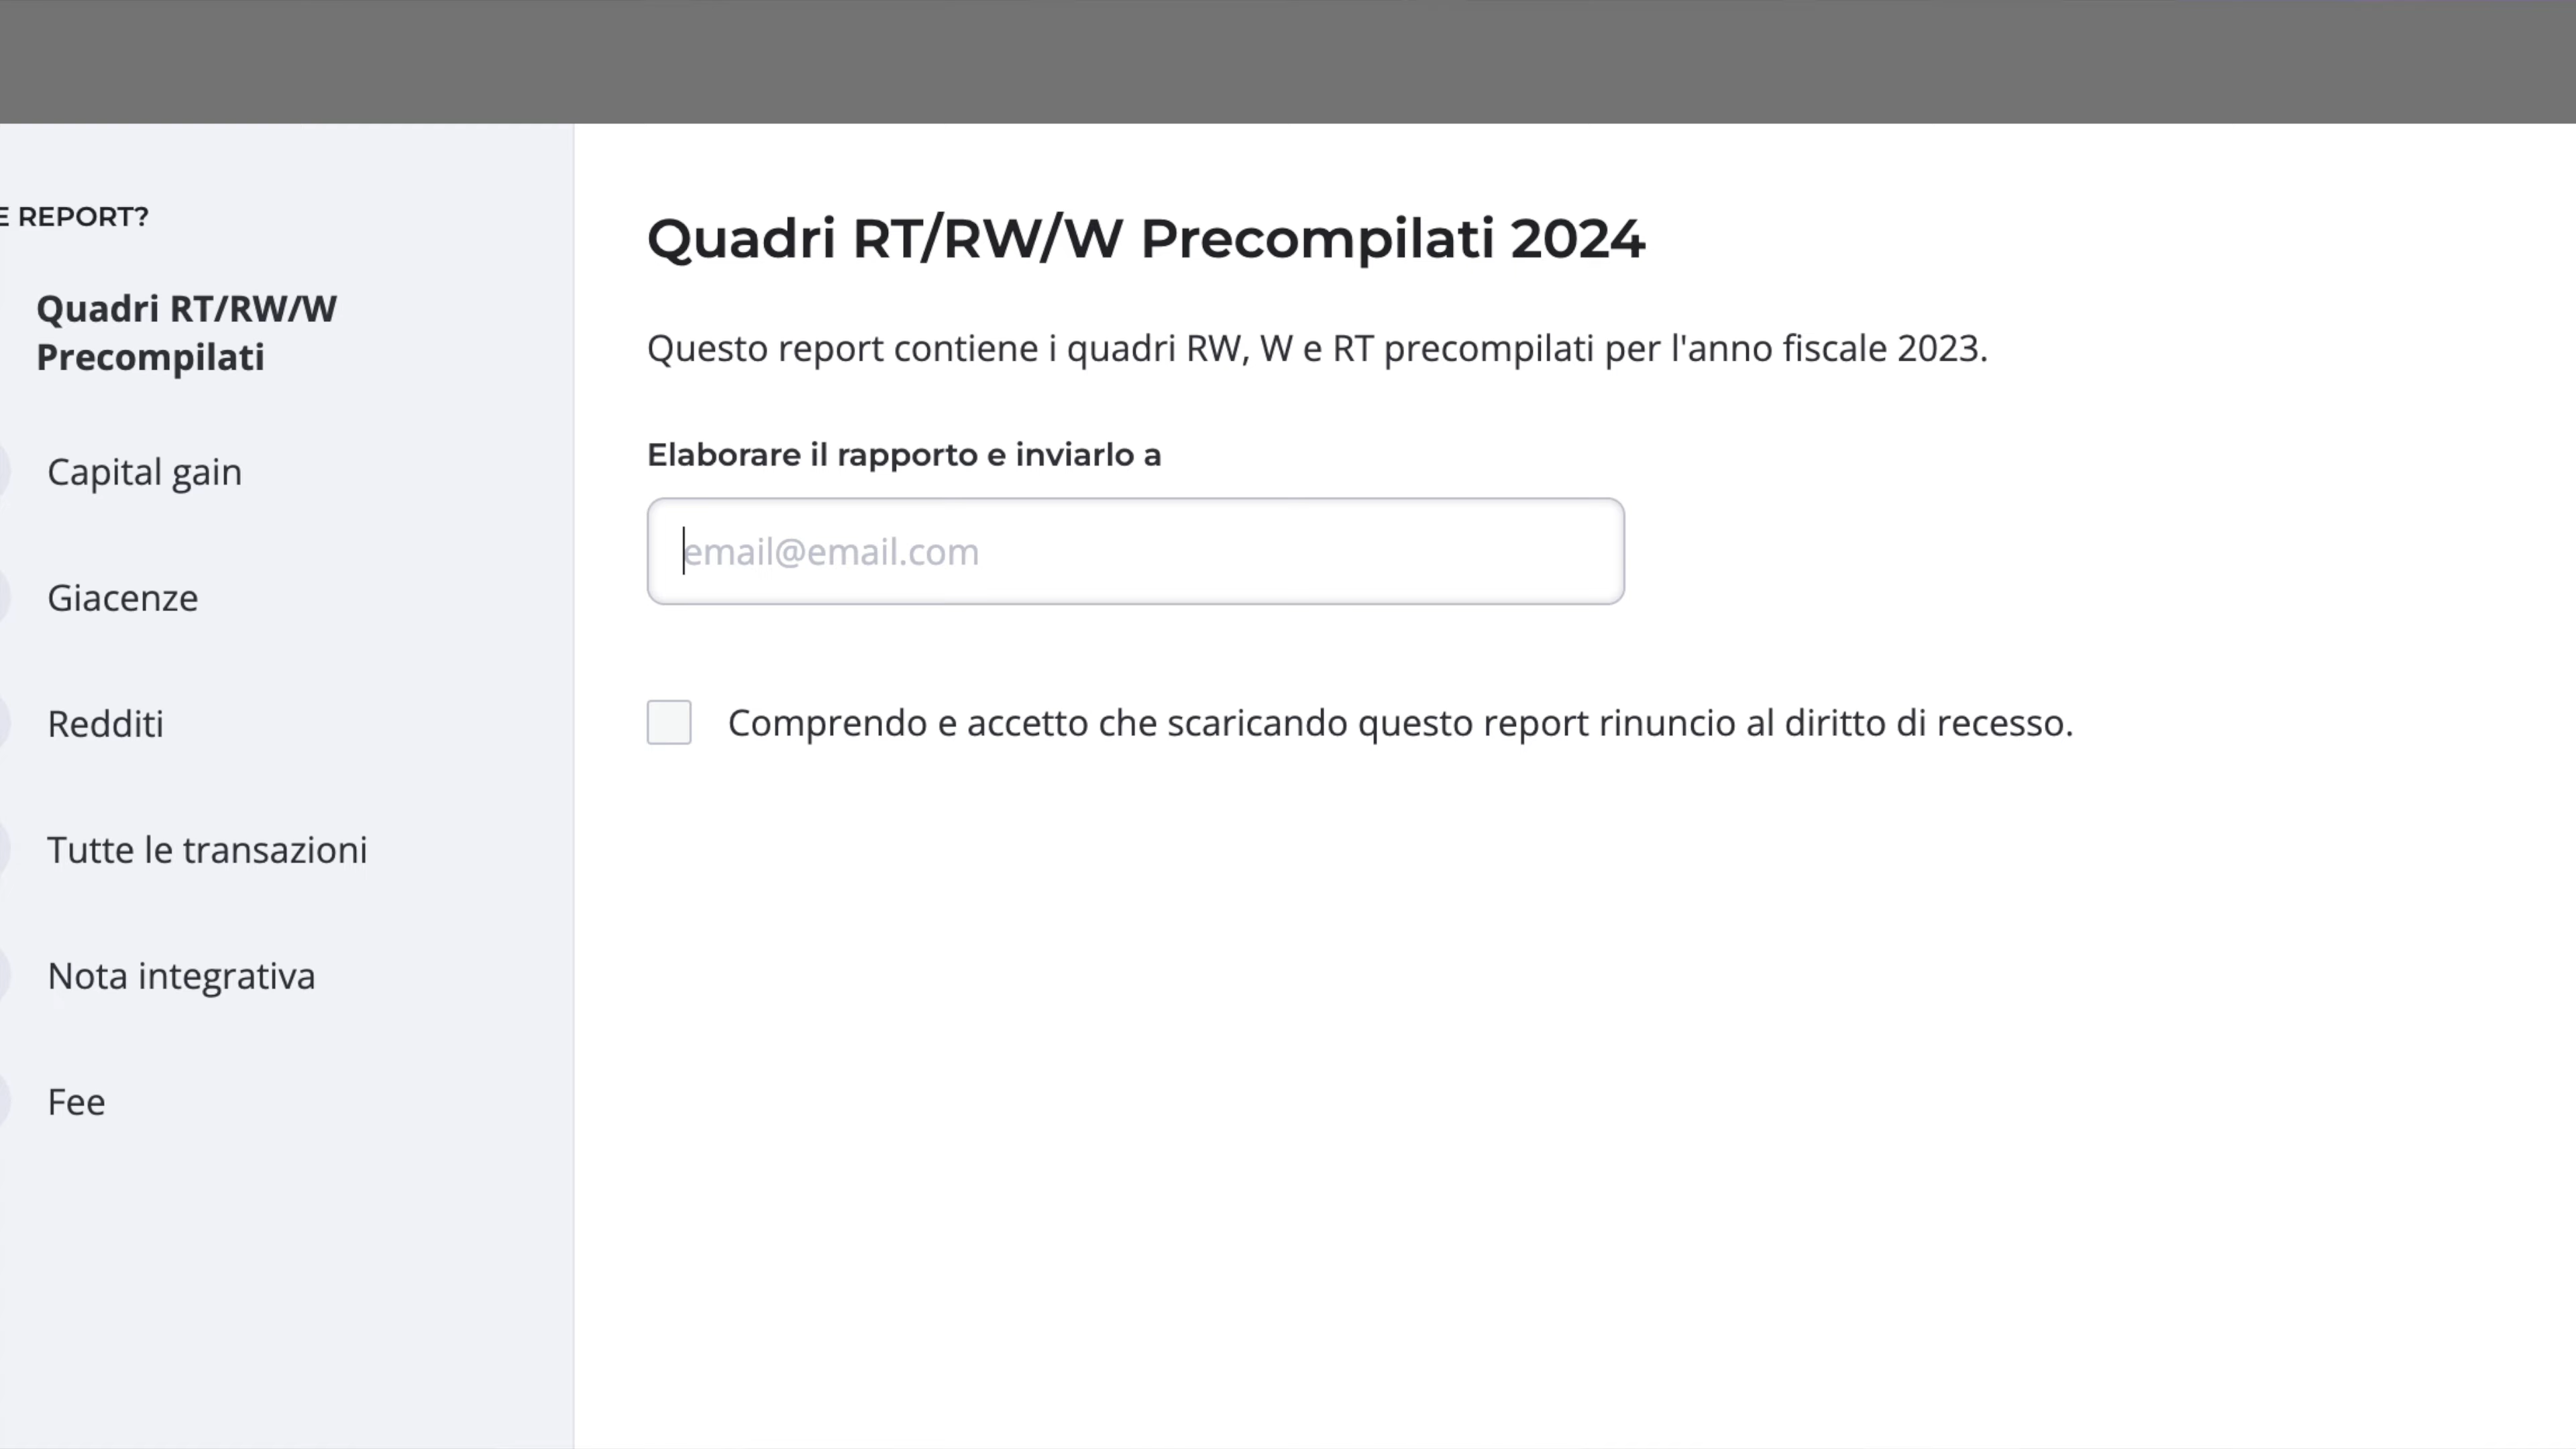 E REPORT?
Quadri RT/RW/W
Precompilati
Capital gain
Giacenze
Redditi
Tutte le transazioni
Nota integrativa
Fee
Quadri RT/RW/W Precompilati 2024
Questo report contiene i quadri RW, W e RT precompilati per l'anno fiscale 2023.
Elaborare il rapporto e inviarlo a
email@email.com
Comprendo e accetto che scaricando questo report rinuncio al diritto di recesso.